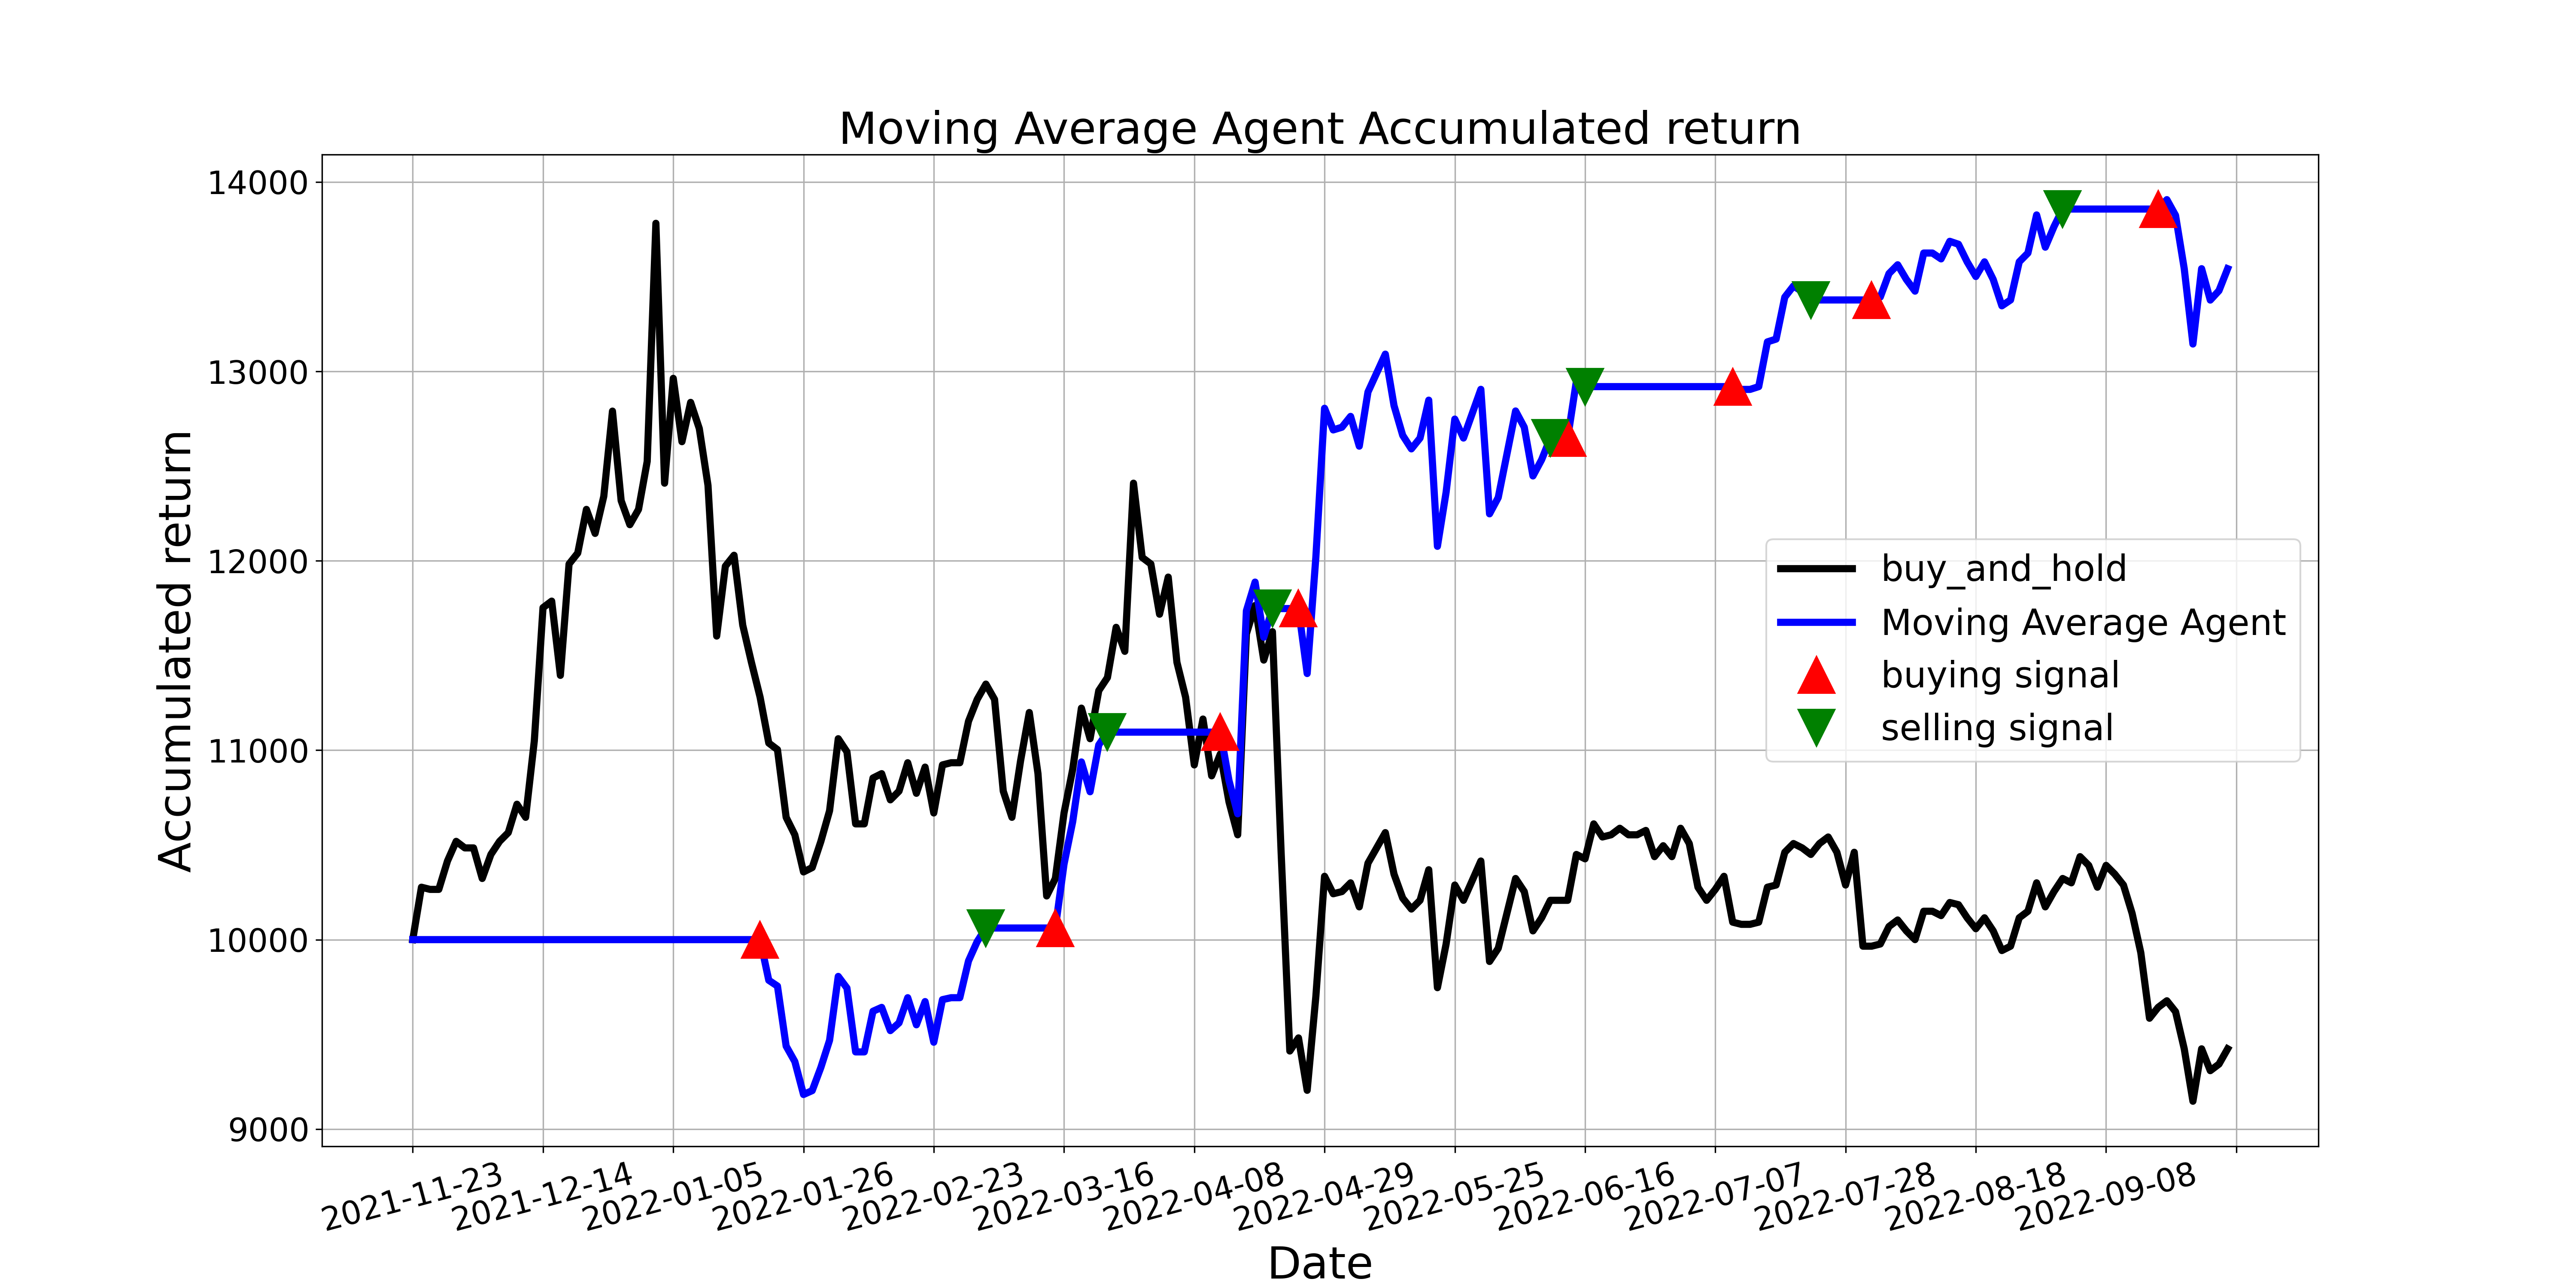 Moving Average Agent Accumulated return
Accumulated return
14000
13000
12000
11000
10000
9000
buy_and_hold
Moving Average Agent
buying signal
selling signal
2021-11-23
2021-12-14
2022-01-05
2022-01-26
2022-02-23
2022-03-16
2022-04-08
2022-04-29
2022-05-25
2022-06-16
2022-07-07
2022-07-28
2022-08-18
2022-09-08
Date